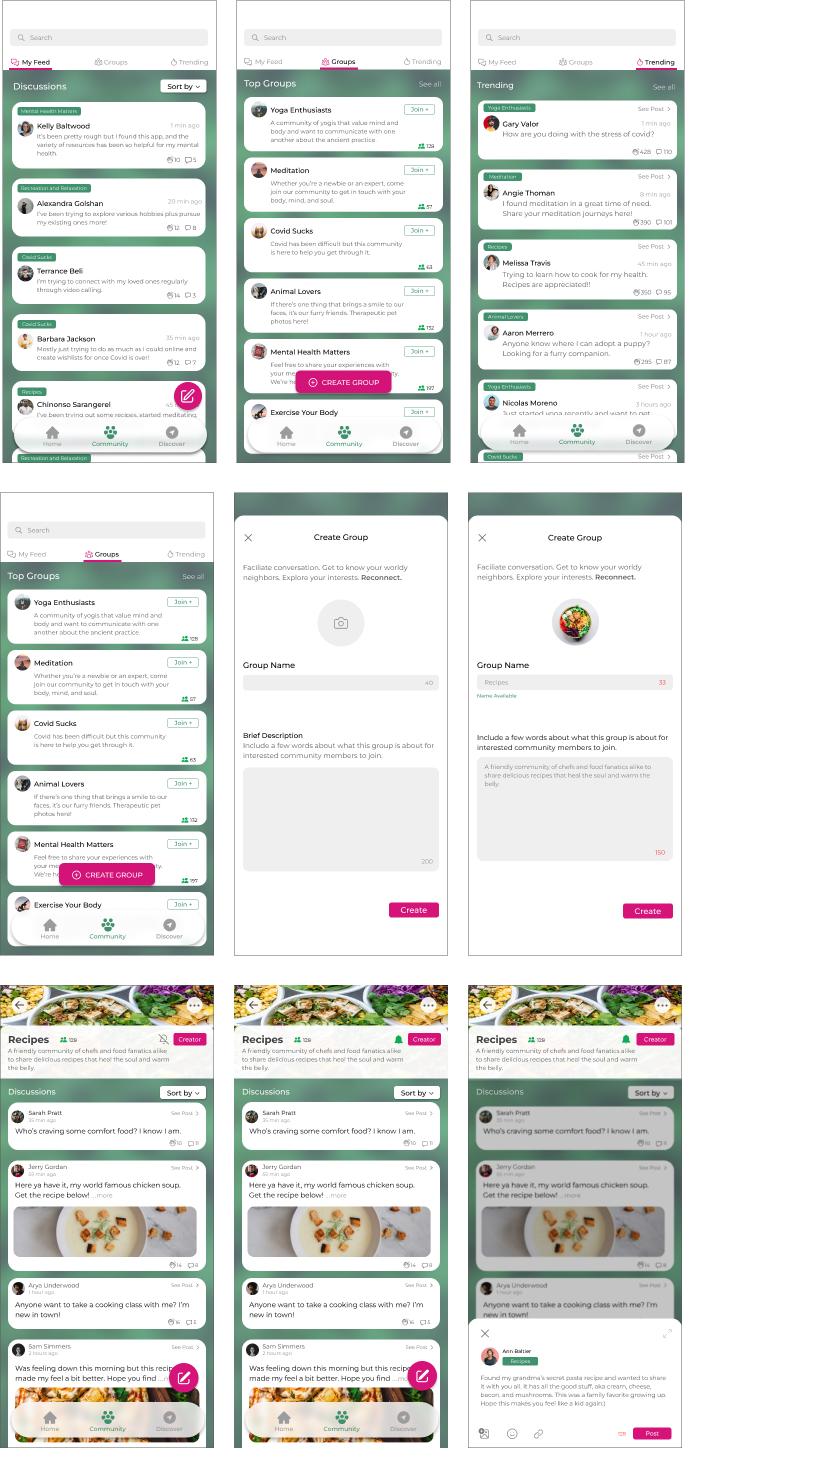 Search
My Feed
Groups
Trending
Discussions
Sort by
Mental Health Matters
Kelly Baltwood
1 min ago
It's been pretty rough but I found this app, and the
variety of resources has been so helpful for my mental
health.
10
5
Recreation and Relaxation
Alexandra Golshan
20 min ago
I've been trying to explore various hobbies plus pursue
my existing ones more!
12
8
Covid Sucks
Terrance Beli
I'm trying to connect with my loved ones regularly
through video calling.
14
3
Covid Sucks
Barbara Jackson
35 min ago
Mostly just trying to do as much as I could online and
create wishlists for once Covid is over!
12
7
Recipes
Chinonso Sarangerel
I've been trying out some recipes, started meditating,
Home
Community
Discover
Recreation and Relaxation
Search
My Feed
Groups
Trending
Top Groups
See all
Yoga Enthusiasts
Join +
A community of yogis that value mind and
body and want to communicate with one
another about the ancient practice
128
Meditation
Join +
Whether you're a newbie or an expert, come
join our community to get in touch with your
body, mind, and soul.
57
Covid Sucks
Join +
Covid has been difficult but this community
is here to help you get through it.
63
Animal Lovers
Join +
If there's one thing that brings a smile to our
faces, it's our furry friends. Therapeutic pet
photos here!
132
Mental Health Matters
Join +
Feel free to share your experiences with
your me
We're he
CREATE GROUP
197
Exercise Your Body
Join +
Home
Community
Discover
Search
My Feed
Groups
Trending
Trending
See all
Yoga Enthusiasts
See Post
Gary Valor
1 min ago
How are you doing with the stress of covid?
428
110
Meditation
See Post
Angie Thoman
8 min ago
I found meditation in a great time of need.
Share your meditation journeys here!
390
101
Recipes
See Post
Melissa Travis
45 min ago
Trying to learn how to cook for my health.
Recipes are appreciated!!
350
95
Animal Lovers
See Post
Aaron Merrero
1 hour ago
Anyone know where I can adopt a puppy?
Looking for a furry companion.
295
87
Yoga Enthusiasts
See Post
Nicolas Moreno
3 hours ago
Just started yoga recently and want to get
Home
Community
Discover
Covid Sucks
See Post
Search
My Feed
Groups
Trending
Top Groups
See all
Yoga Enthusiasts
Join +
A community of yogis that value mind and
body and want to communicate with one
another about the ancient practice.
128
Meditation
Join +
Whether you're a newbie or an expert, come
join our community to get in touch with your
body, mind, and soul.
57
Covid Sucks
Join +
Covid has been difficult but this community
is here to help you get through it.
63
Animal Lovers
Join +
If there's one thing that brings a smile to our
faces, it's our furry friends. Therapeutic pet
photos here!
132
Mental Health Matters
Join +
Feel free to share your experiences with
your me
ty.
We're he
CREATE GROUP
197
Exercise Your Body
Join +
Home
Community
Discover
Create Group
Faciliate conversation. Get to know your worldy
neighbors. Explore your interests. Reconnect.
Group Name
40
Brief Description
Include a few words about what this group is about for
interested community members to join.
200
Create
Create Group
Faciliate conversation. Get to know your worldy
neighbors. Explore your interests. Reconnect.
Group Name
Recipes
33
Name Available
Include a few words about what this group is about for
interested community members to join.
A friendly community of chefs and food fanatics alike to
share delicious recipes that heal the soul and warm the
belly.
150
Create
Recipes
128
Creator
A friendly community of chefs and food fanatics alike
to share delicious recipes that heal the soul and warm
the belly.
Discussions
Sort by
Sarah Pratt
35 min ago
See Post
Who's craving some comfort food? I know I am.
10
11
Jerry Gordan
55 min ago
See Post
Here ya have it, my world famous chicken soup.
Get the recipe below! ...more
14
8
Arya Underwood
1 hour ago
See Post
Anyone want to take a cooking class with me? I'm
new in town!
16
5
Sam Simmers
2 hours ago
See Post
Was feeling down this morning but this recip
made my feel a bit better. Hope you find
Home
Community
Discover
Recipes
128
Creator
A friendly community of chefs and food fanatics alike
to share delicious recipes that heal the soul and warm
the belly.
Discussions
Sort by
Sarah Pratt
35 min ago
See Post
Who's craving some comfort food? I know I am.
10
11
Jerry Gordan
55 min ago
See Post
Here ya have it, my world famous chicken soup.
Get the recipe below! ...more
14
8
Arya Underwood
1 hour ago
See Post
Anyone want to take a cooking class with me? I'm
new in town!
16
5
Sam Simmers
2 hours ago
See Post
Was feeling down this morning but this recipe
made my feel a bit better. Hope you find
Home
Community
Discover
Recipes
128
Creator
A friendly community of chefs and food fanatics alike
to share delicious recipes that heal the soul and warm
the belly.
Discussions
Sort by
Sarah Pratt
35 min ago
See Post
Who's craving some comfort food? I know I am.
10
11
Jerry Gordan
55 min ago
See Post
Here ya have it, my world famous chicken soup.
Get the recipe below! ...more
14
8
Arya Underwood
1 hour ago
See Post
Anyone want to take a cooking class with me? I'm
new in town!
Ann Baltier
Recipes
Found my grandma's secret pasta recipe and wanted to share
it with you all. It has all the good stuff, aka cream, cheese,
bacon, and mushrooms. This was a family favorite growing up.
Hope this makes you feel like a kid again:)
128
Post